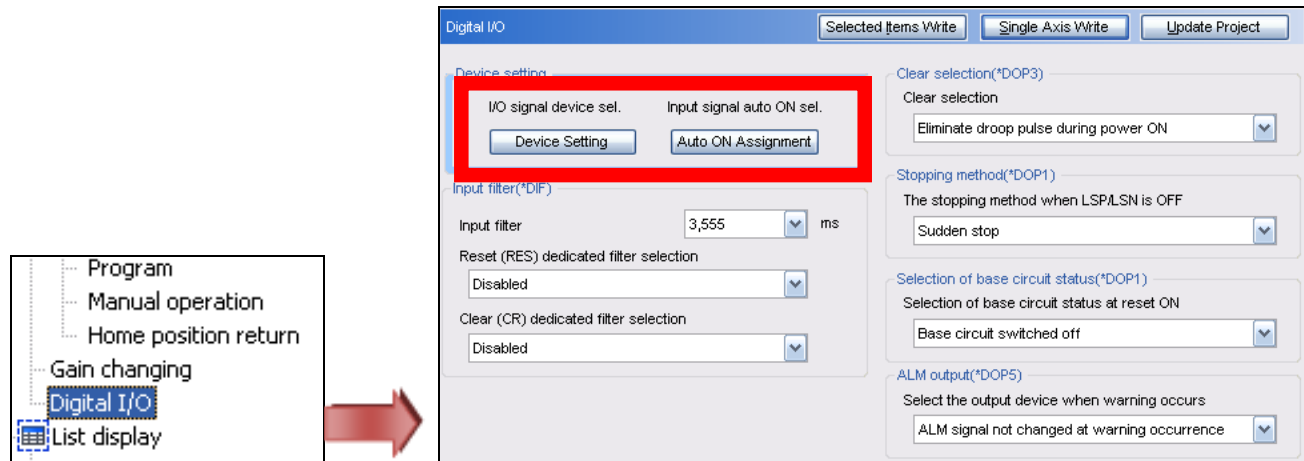 Program
Manual operation
Home position return
Gain changing
Digital I/O
List display
Digital I/O
Selected Items Write
Single Axis Write
Update Project
Device setting
I/O signal device sel.
Input signal auto ON sel.
Device Setting
Auto ON Assignment
Input filter(*DIF)
Input filter
3,555
ms
Reset (RES) dedicated filter selection
Disabled
Clear (CR) dedicated filter selection
Disabled
Clear selection(*DOP3)
Clear selection
Eliminate droop pulse during power ON
Stopping method(*DOP1)
The stopping method when LSP/LSN is OFF
Sudden stop
Selection of base circuit status(*DOP1)
Selection of base circuit status at reset ON
Base circuit switched off
ALM output(*DOP5)
Select the output device when warning occurs
ALM signal not changed at warning occurrence